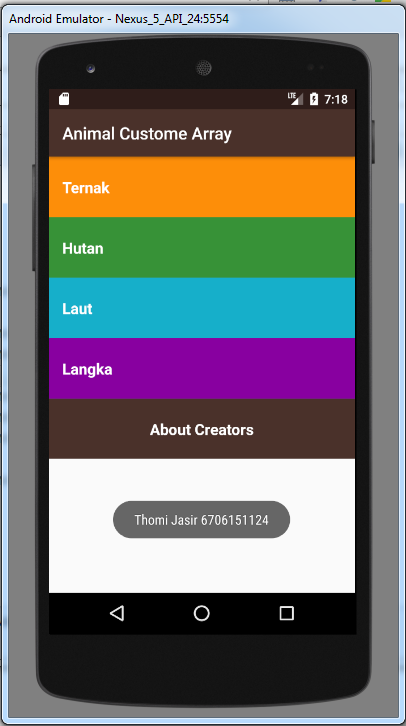 Android Emulator - Nexus_5_API_24:5554
LTE 7:18
Animal Custome Array
Ternak
Hutan
Laut
Langka
About Creators
Thomi Jasir 6706151124